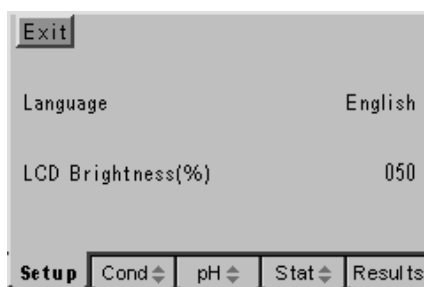 Exit
Language English
LCD Brightness(%) 050
Setup Cond pH Stat Results